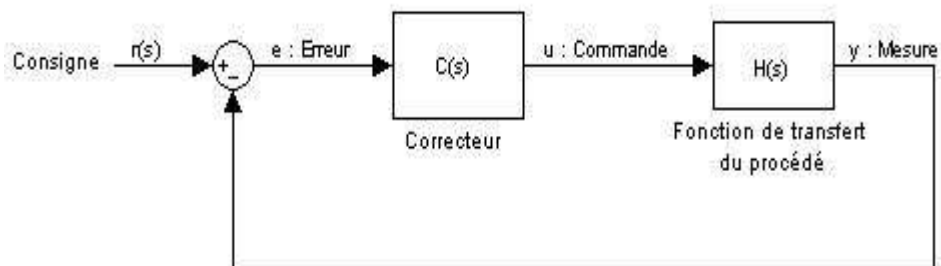 Consigne
r(s)
+
-
e : Erreur
C(s)
Correcteur
u : Commande
H(s)
Fonction de transfert
du procédé
y : Mesure